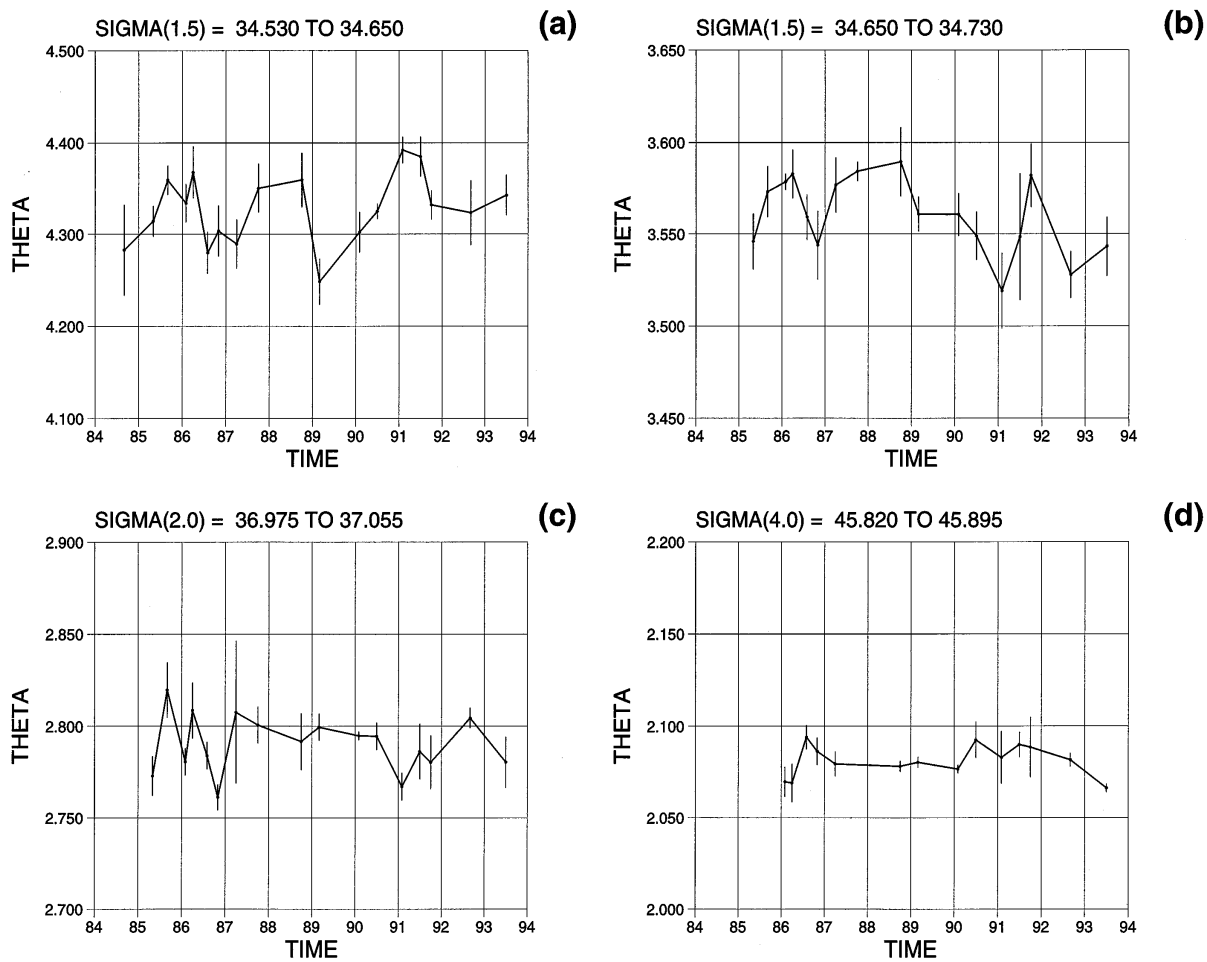 SIGMA(1.5) = 34.530 TO 34.650 (a)
4.500
4.400
4.300
4.200
4.100
THETA
84 85 86 87 88 89 90 91 92 93 94
TIME
SIGMA(1.5) = 34.650 TO 34.730 (b)
3.650
3.600
3.550
3.500
3.450
THETA
84 85 86 87 88 89 90 91 92 93 94
TIME
SIGMA(2.0) = 36.975 TO 37.055 (c)
2.900
2.850
2.800
2.750
2.700
THETA
84 85 86 87 88 89 90 91 92 93 94
TIME
SIGMA(4.0) = 45.820 TO 45.895 (d)
2.200
2.150
2.100
2.050
2.000
THETA
84 85 86 87 88 89 90 91 92 93 94
TIME